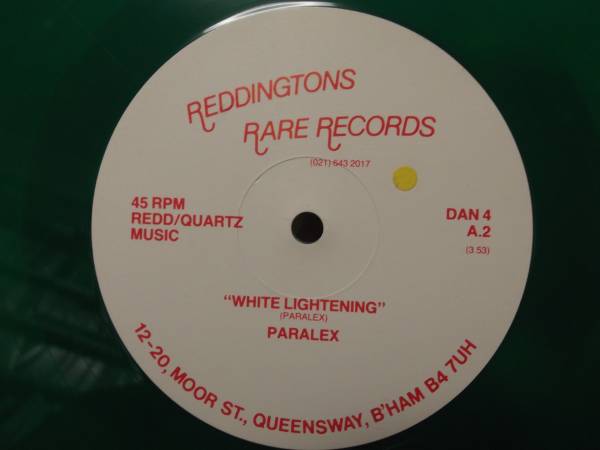 REDDINGTONS
RARE RECORDS
(021) 643 2017
45 RPM
REDD/QUARTZ
MUSIC
DAN 4
A.2
(3 53)
"WHITE LIGHTENING"
(PARALEX)
PARALEX
12-20, MOOR ST., QUEENSWAY, B'HAM B4 7UH